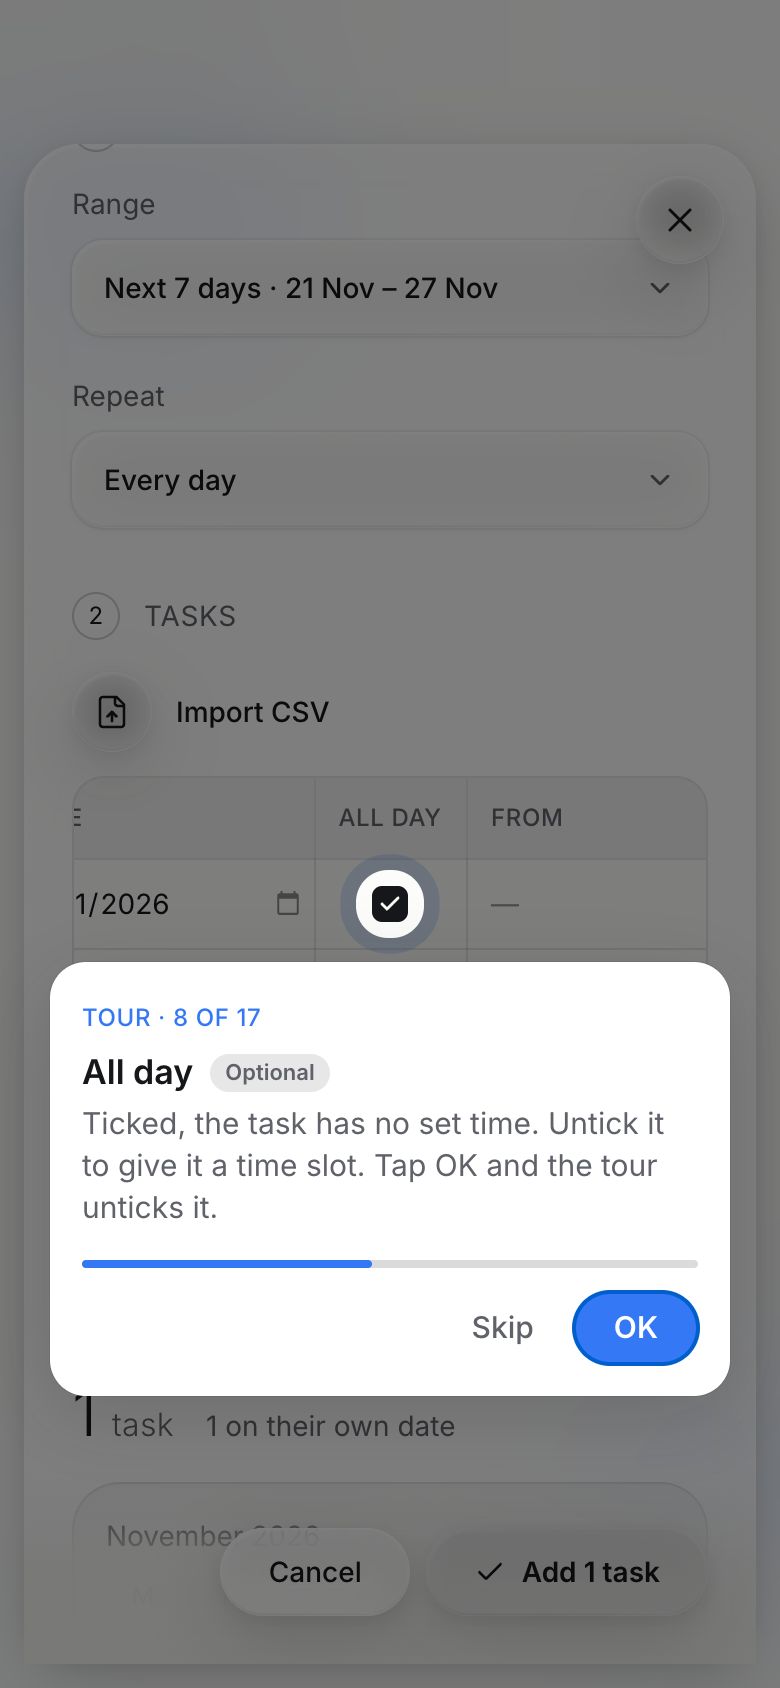 Range
Next 7 days · 21 Nov – 27 Nov
Repeat
Every day
2 TASKS
Import CSV
E ALL DAY FROM
1/2026 —
TOUR · 8 OF 17
All day Optional
Ticked, the task has no set time. Untick it
to give it a time slot. Tap OK and the tour
unticks it.
Skip OK
1 task 1 on their own date
November 2026
M
Cancel Add 1 task